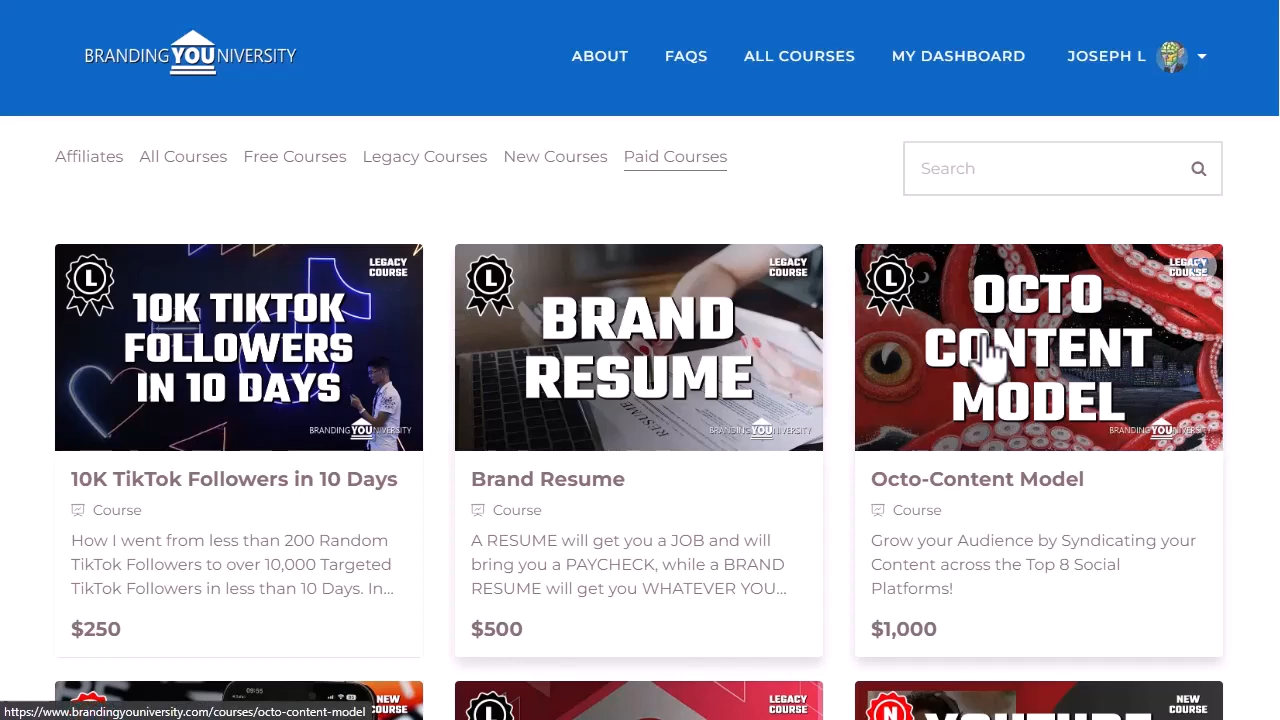 BRANDINGYOUNIVERSITY
ABOUT FAQS ALL COURSES MY DASHBOARD JOSEPH L
Affiliates All Courses Free Courses Legacy Courses New Courses Paid Courses
Search
L
LEGACY
COURSE
10K TIKTOK
FOLLOWERS
IN 10 DAYS
BRANDINGYOUNIVERSITY
10K TikTok Followers in 10 Days
Course
How I went from less than 200 Random
TikTok Followers to over 10,000 Targeted
TikTok Followers in less than 10 Days. In...
$250
L
LEGACY
COURSE
BRAND
RESUME
RESUME
BRANDINGYOUNIVERSITY
Brand Resume
Course
A RESUME will get you a JOB and will
bring you a PAYCHECK, while a BRAND
RESUME will get you WHATEVER YOU...
$500
L
LEGACY
COURSE
OCTO
CONTENT
MODEL
BRANDINGYOUNIVERSITY
Octo-Content Model
Course
Grow your Audience by Syndicating your
Content across the Top 8 Social
Platforms!
$1,000
09:55
NEW
COURSE
L
LEGACY
COURSE
N
NEW
COURSE
YOUTUBE
https://www.brandingyouniversity.com/courses/octo-content-model